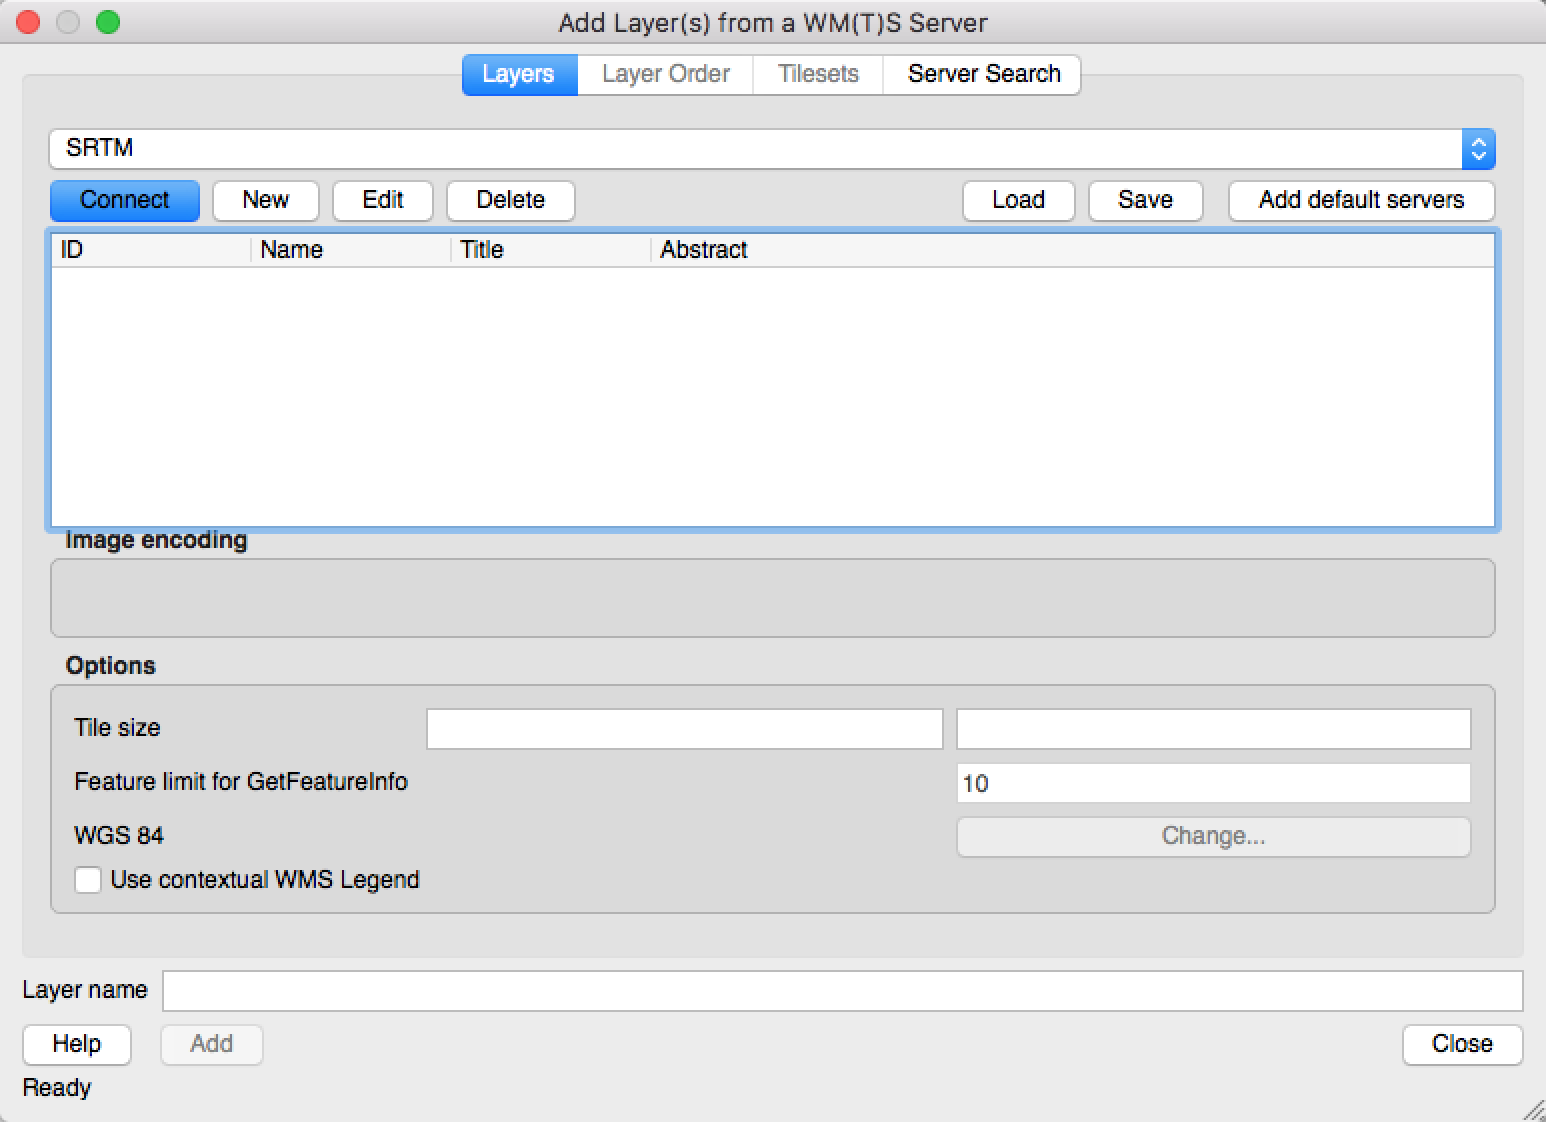 Add Layer(s) from a WM(T)S Server
Layers Layer Order Tilesets Server Search
SRTM
Connect New Edit Delete Load Save Add default servers
ID Name Title Abstract
Image encoding
Options
Tile size
Feature limit for GetFeatureInfo 10
WGS 84 Change...
Use contextual WMS Legend
Layer name
Help Add Close
Ready